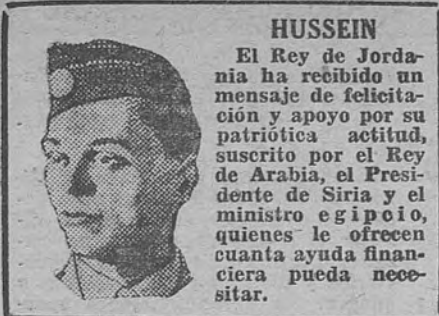 HUSSEIN
El Rey de Jorda-
nia ha recibido un
mensaje de felicita-
ción y apoyo por su
patriótica actitud,
suscrito por el Rey
de Arabia, el Presi-
dente de Siria y el
ministro egipcio,
quienes le ofrecen
cuanta ayuda finan-
ciera pueda nece-
sitar.